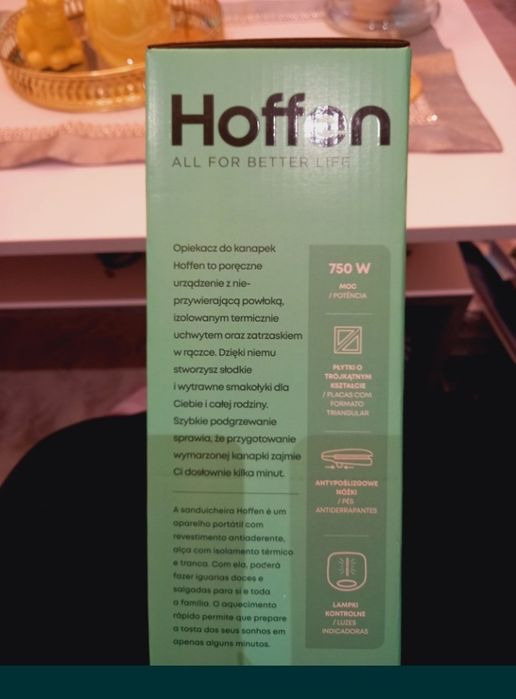 Hoffen
ALL FOR BETTER LIFE
Opiekacz do kanapek
Hoffen to poręczne
urządzenie z nie-
przywierającą powłoką,
izolowanym termicznie
uchwytem oraz zatrzaskiem
w rączce. Dzięki niemu
stworzysz słodkie
i wytrawne smakołyki dla
Ciebie i całej rodziny.
Szybkie podgrzewanie
sprawia, że przygotowanie
wymarzonej kanapki zajmie
Ci dosłownie kilka minut.
A sanduicheira Hoffen é um
aparelho portátil com
revestimento antiaderente,
alça com isolamento térmico
e tranca. Com ela, poderá
fazer iguarias doces e
salgadas para si e toda
a família. O aquecimento
rápido permite que prepare
a tosta dos seus sonhos em
apenas alguns minutos.
750 W
MOC
/ POTÊNCIA
PŁYTKI O
TRÓJKĄTNYM
KSZTAŁCIE
/ PLACAS COM
FORMATO
TRIANGULAR
ANTYPOŚLIZGOWE
NÓŻKI
/ PÉS
ANTIDERRAPANTES
LAMPKI
KONTROLNE
/ LUZES
INDICADORAS